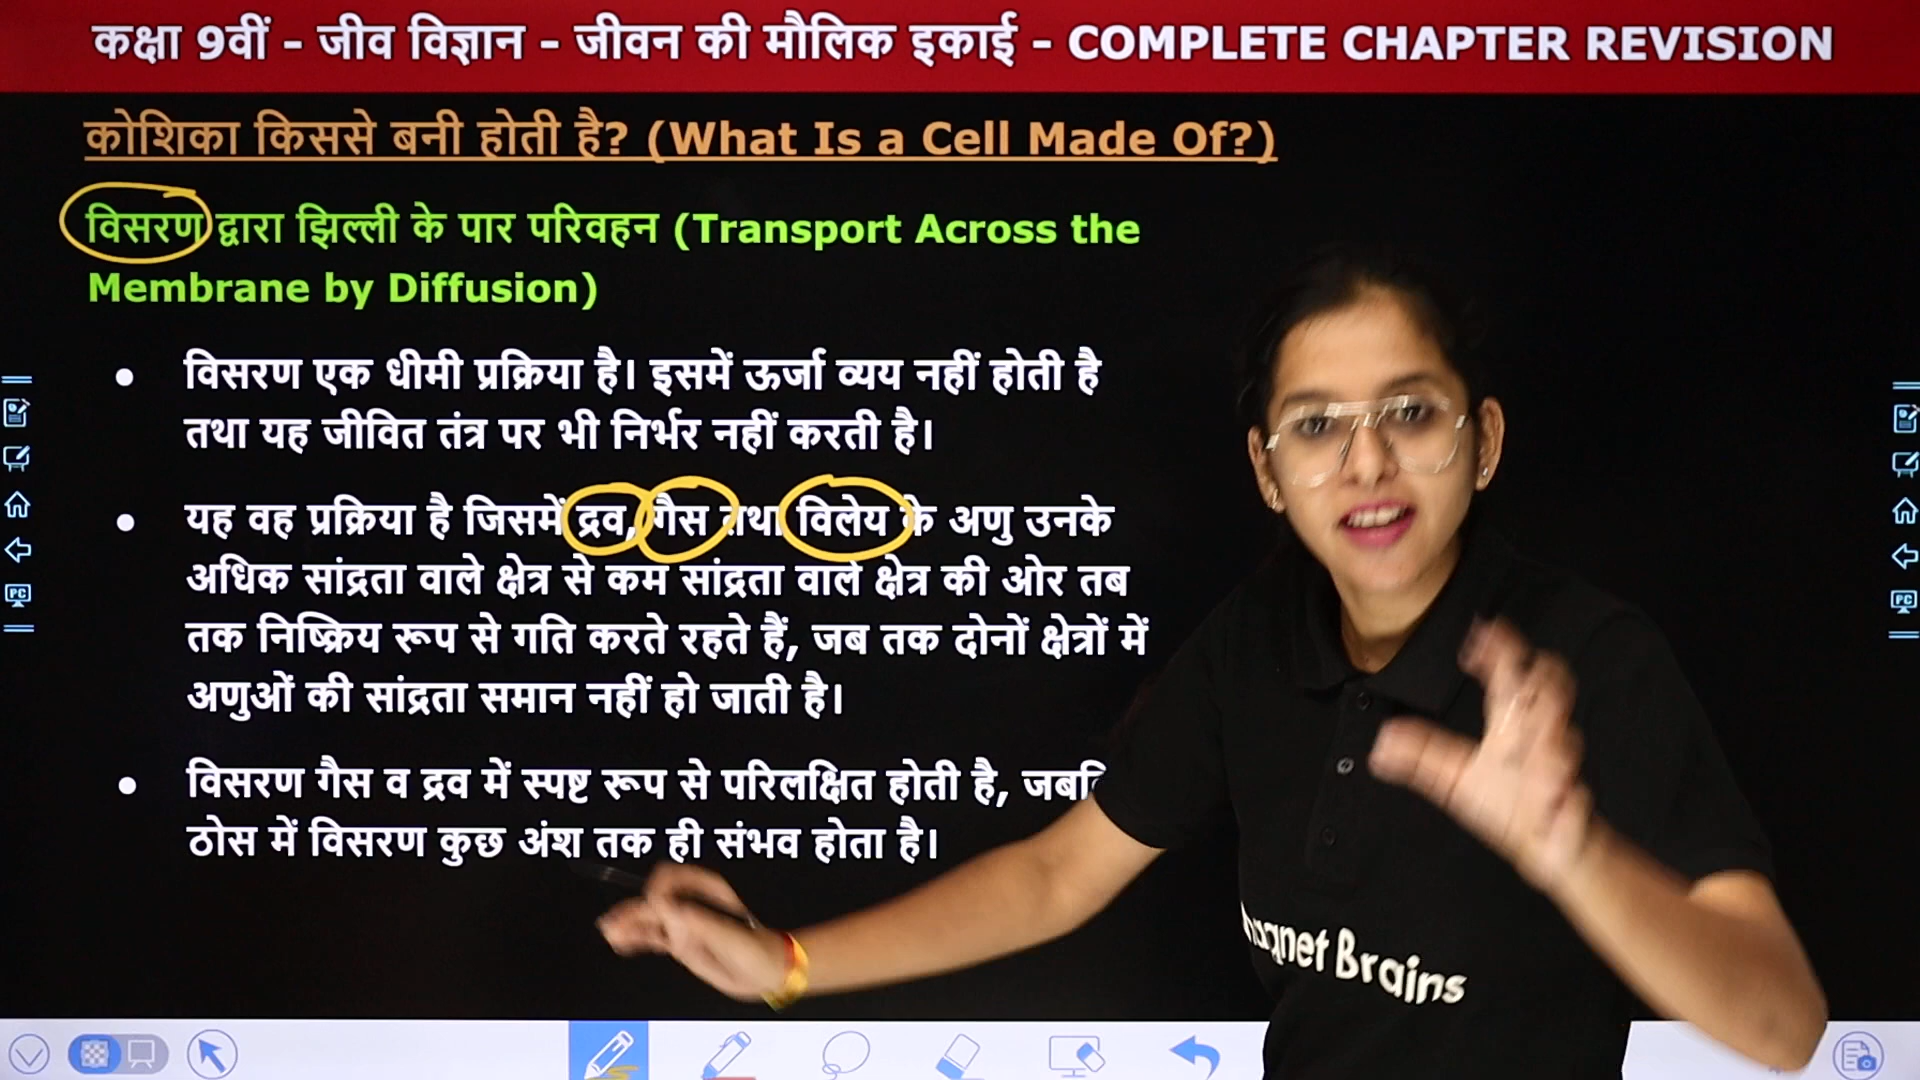 कक्षा 9वीं - जीव विज्ञान - जीवन की मौलिक इकाई - COMPLETE CHAPTER REVISION
कोशिका किससे बनी होती है? (What Is a Cell Made Of?)
विसरण द्वारा झिल्ली के पार परिवहन (Transport Across the
Membrane by Diffusion)
• विसरण एक धीमी प्रक्रिया है। इसमें ऊर्जा व्यय नहीं होती है
तथा यह जीवित तंत्र पर भी निर्भर नहीं करती है।
• यह वह प्रक्रिया है जिसमें द्रव, गैस तथा विलेय के अणु उनके
अधिक सांद्रता वाले क्षेत्र से कम सांद्रता वाले क्षेत्र की ओर तब
तक निष्क्रिय रूप से गति करते रहते हैं, जब तक दोनों क्षेत्रों में
अणुओं की सांद्रता समान नहीं हो जाती है।
• विसरण गैस व द्रव में स्पष्ट रूप से परिलक्षित होती है,
ठोस में विसरण कुछ अंश तक ही संभव होता है।
Brains
PC
PC